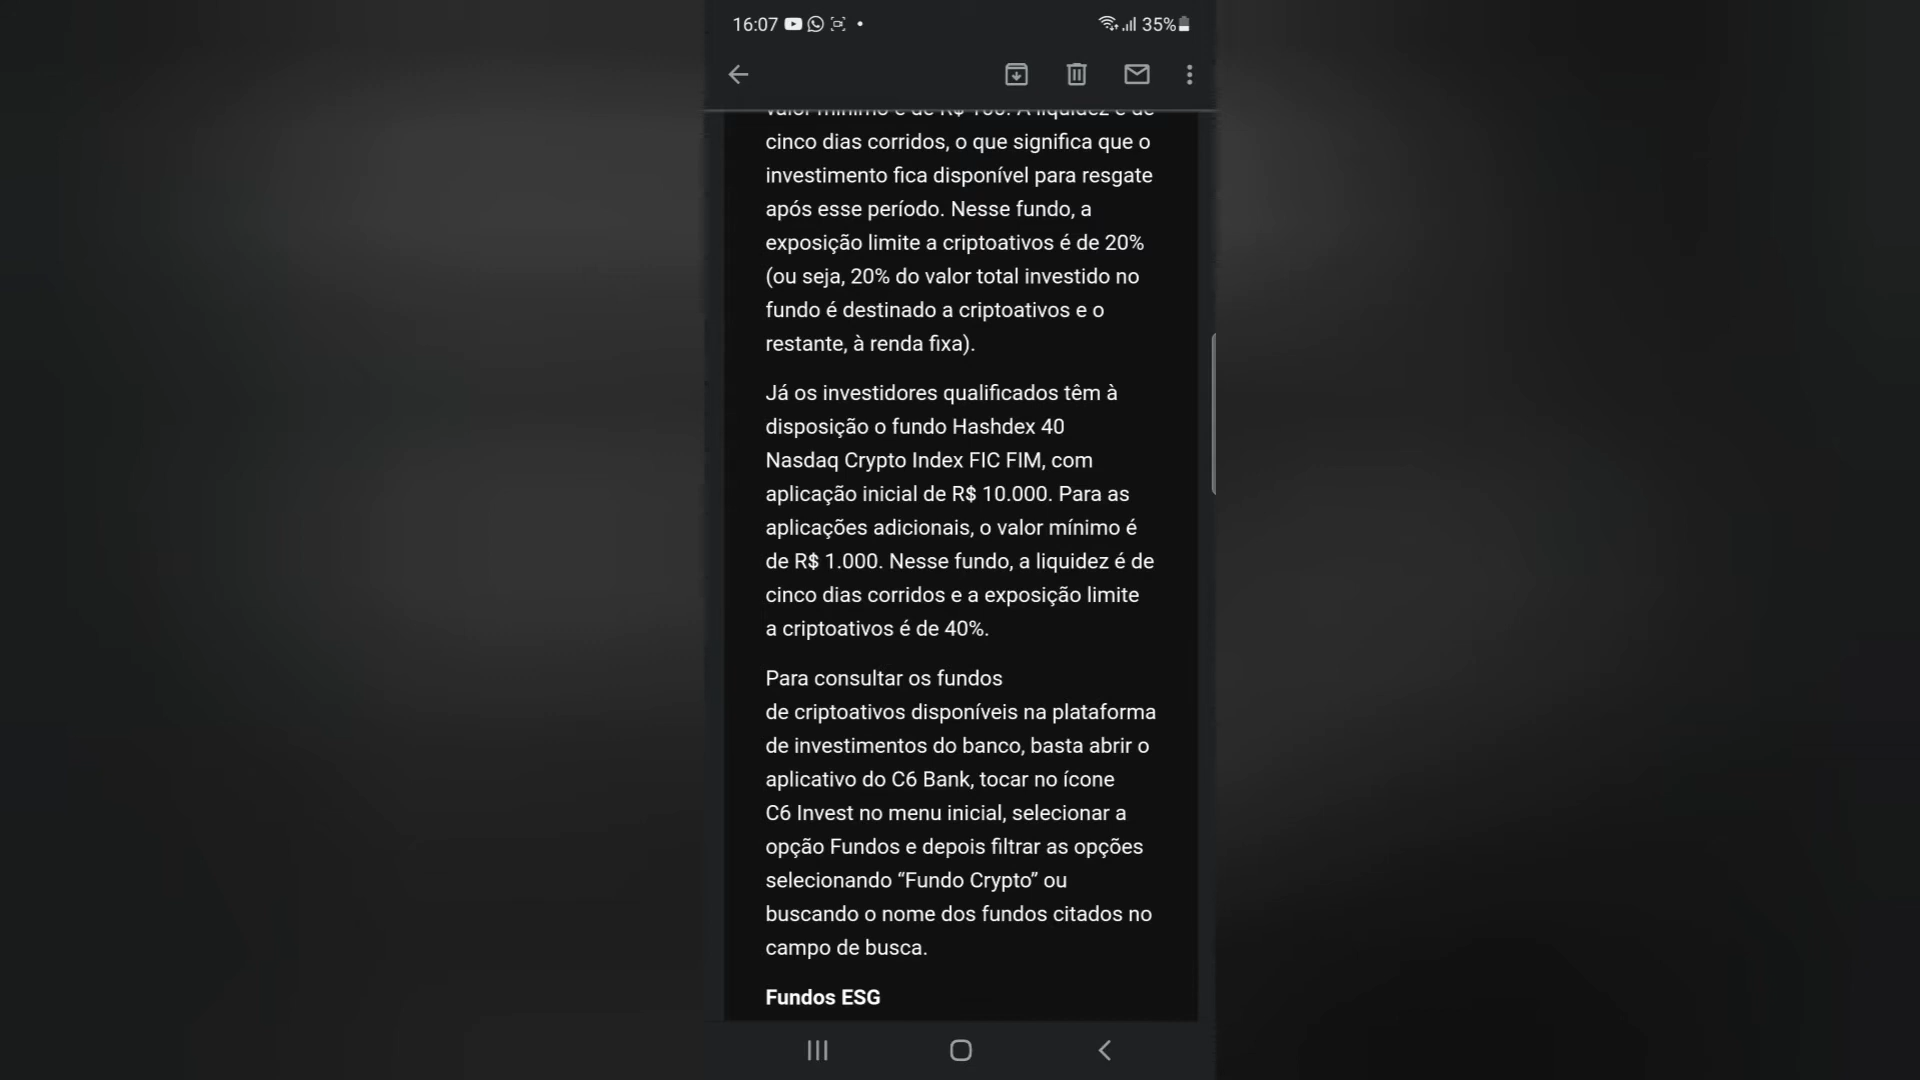 16:07
35%
valor mínimo é de R$ 100. A liquidez é de
cinco dias corridos, o que significa que o
investimento fica disponível para resgate
após esse período. Nesse fundo, a
exposição limite a criptoativos é de 20%
(ou seja, 20% do valor total investido no
fundo é destinado a criptoativos e o
restante, à renda fixa).
Já os investidores qualificados têm à
disposição o fundo Hashdex 40
Nasdaq Crypto Index FIC FIM, com
aplicação inicial de R$ 10.000. Para as
aplicações adicionais, o valor mínimo é
de R$ 1.000. Nesse fundo, a liquidez é de
cinco dias corridos e a exposição limite
a criptoativos é de 40%.
Para consultar os fundos
de criptoativos disponíveis na plataforma
de investimentos do banco, basta abrir o
aplicativo do C6 Bank, tocar no ícone
C6 Invest no menu inicial, selecionar a
opção Fundos e depois filtrar as opções
selecionando “Fundo Crypto” ou
buscando o nome dos fundos citados no
campo de busca.
Fundos ESG